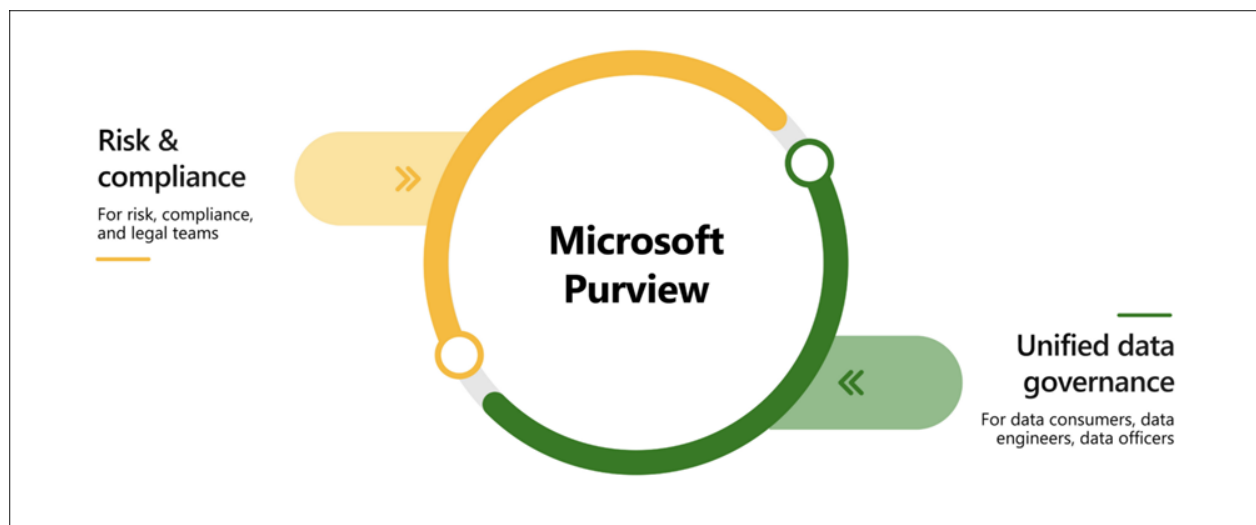 Risk &
compliance
For risk, compliance,
and legal teams
Microsoft
Purview
Unified data
governance
For data consumers, data
engineers, data officers